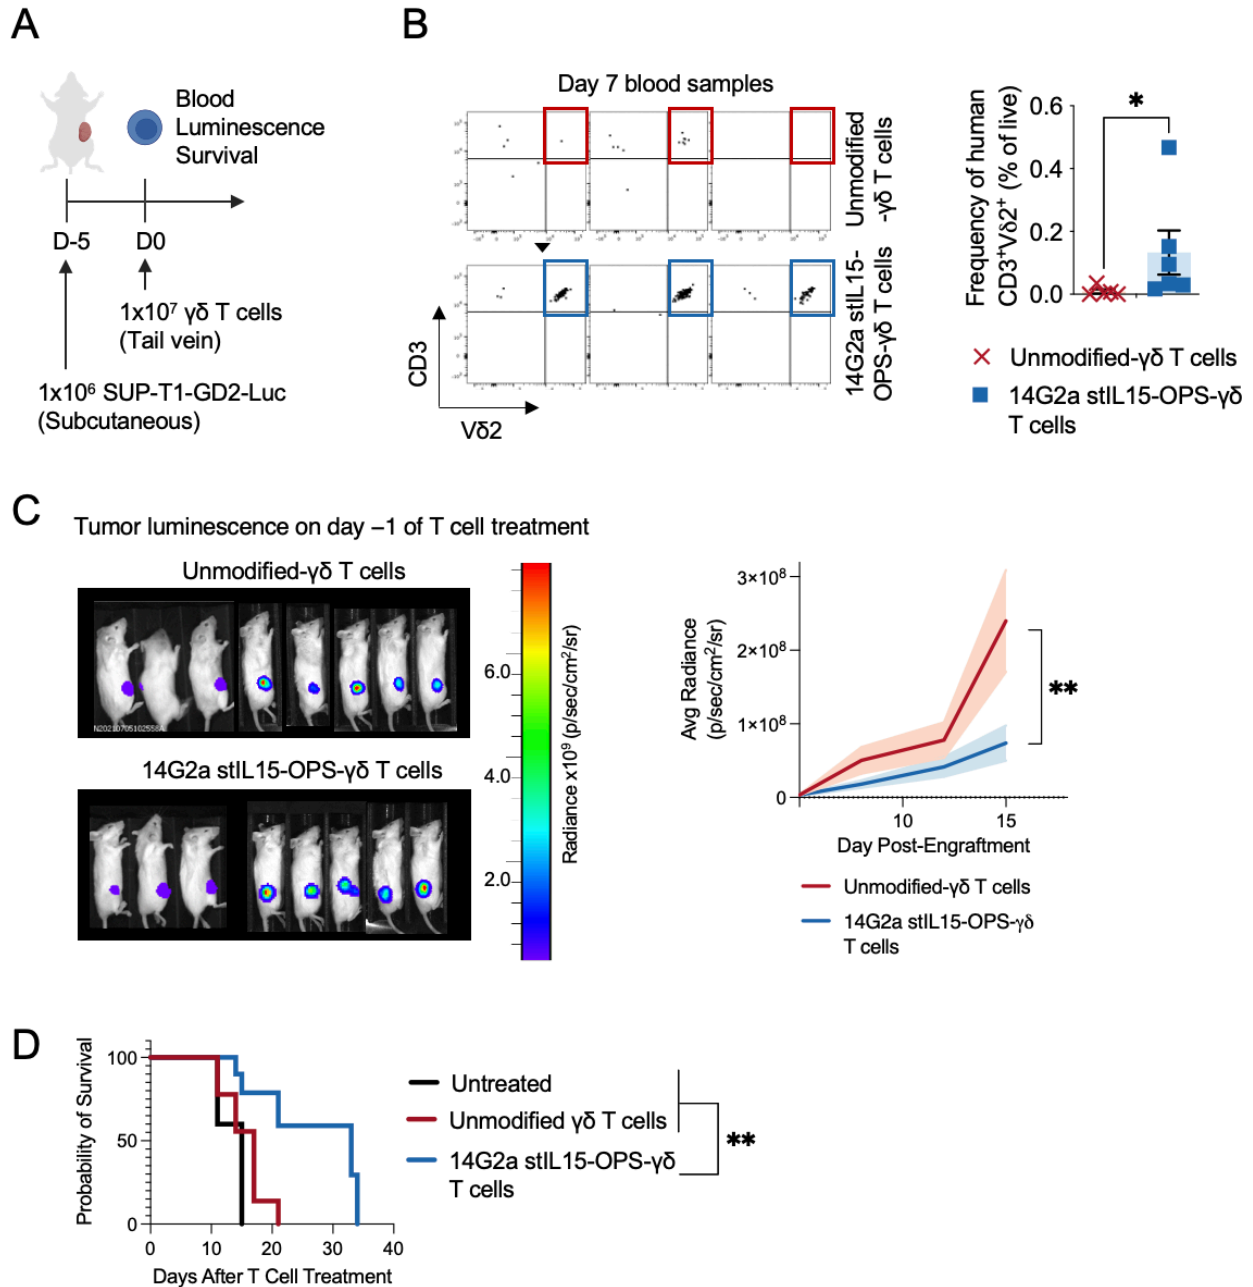 A
Blood
Luminescence
Survival
D-5
D0
1x10⁷ γδ T cells
(Tail vein)
1x10⁶ SUP-T1-GD2-Luc
(Subcutaneous)
B
Day 7 blood samples
Unmodified
-γδ T cells
14G2a stIL15-
OPS-γδ T cells
CD3
Vδ2
Frequency of human
CD3⁺Vδ2⁺ (% of live)
0.6
0.4
0.2
0.0
*
Unmodified-γδ T cells
14G2a stIL15-OPS-γδ
T cells
C
Tumor luminescence on day −1 of T cell treatment
Unmodified-γδ T cells
14G2a stIL15-OPS-γδ T cells
6.0
4.0
2.0
Radiance x10⁹ (p/sec/cm²/sr)
Avg Radiance
(p/sec/cm²/sr)
3×10⁸
2×10⁸
1×10⁸
0
10
15
Day Post-Engraftment
**
Unmodified-γδ T cells
14G2a stIL15-OPS-γδ
T cells
D
Probability of Survival
100
50
0
0
10
20
30
40
Days After T Cell Treatment
Untreated
Unmodified γδ T cells
14G2a stIL15-OPS-γδ
T cells
**